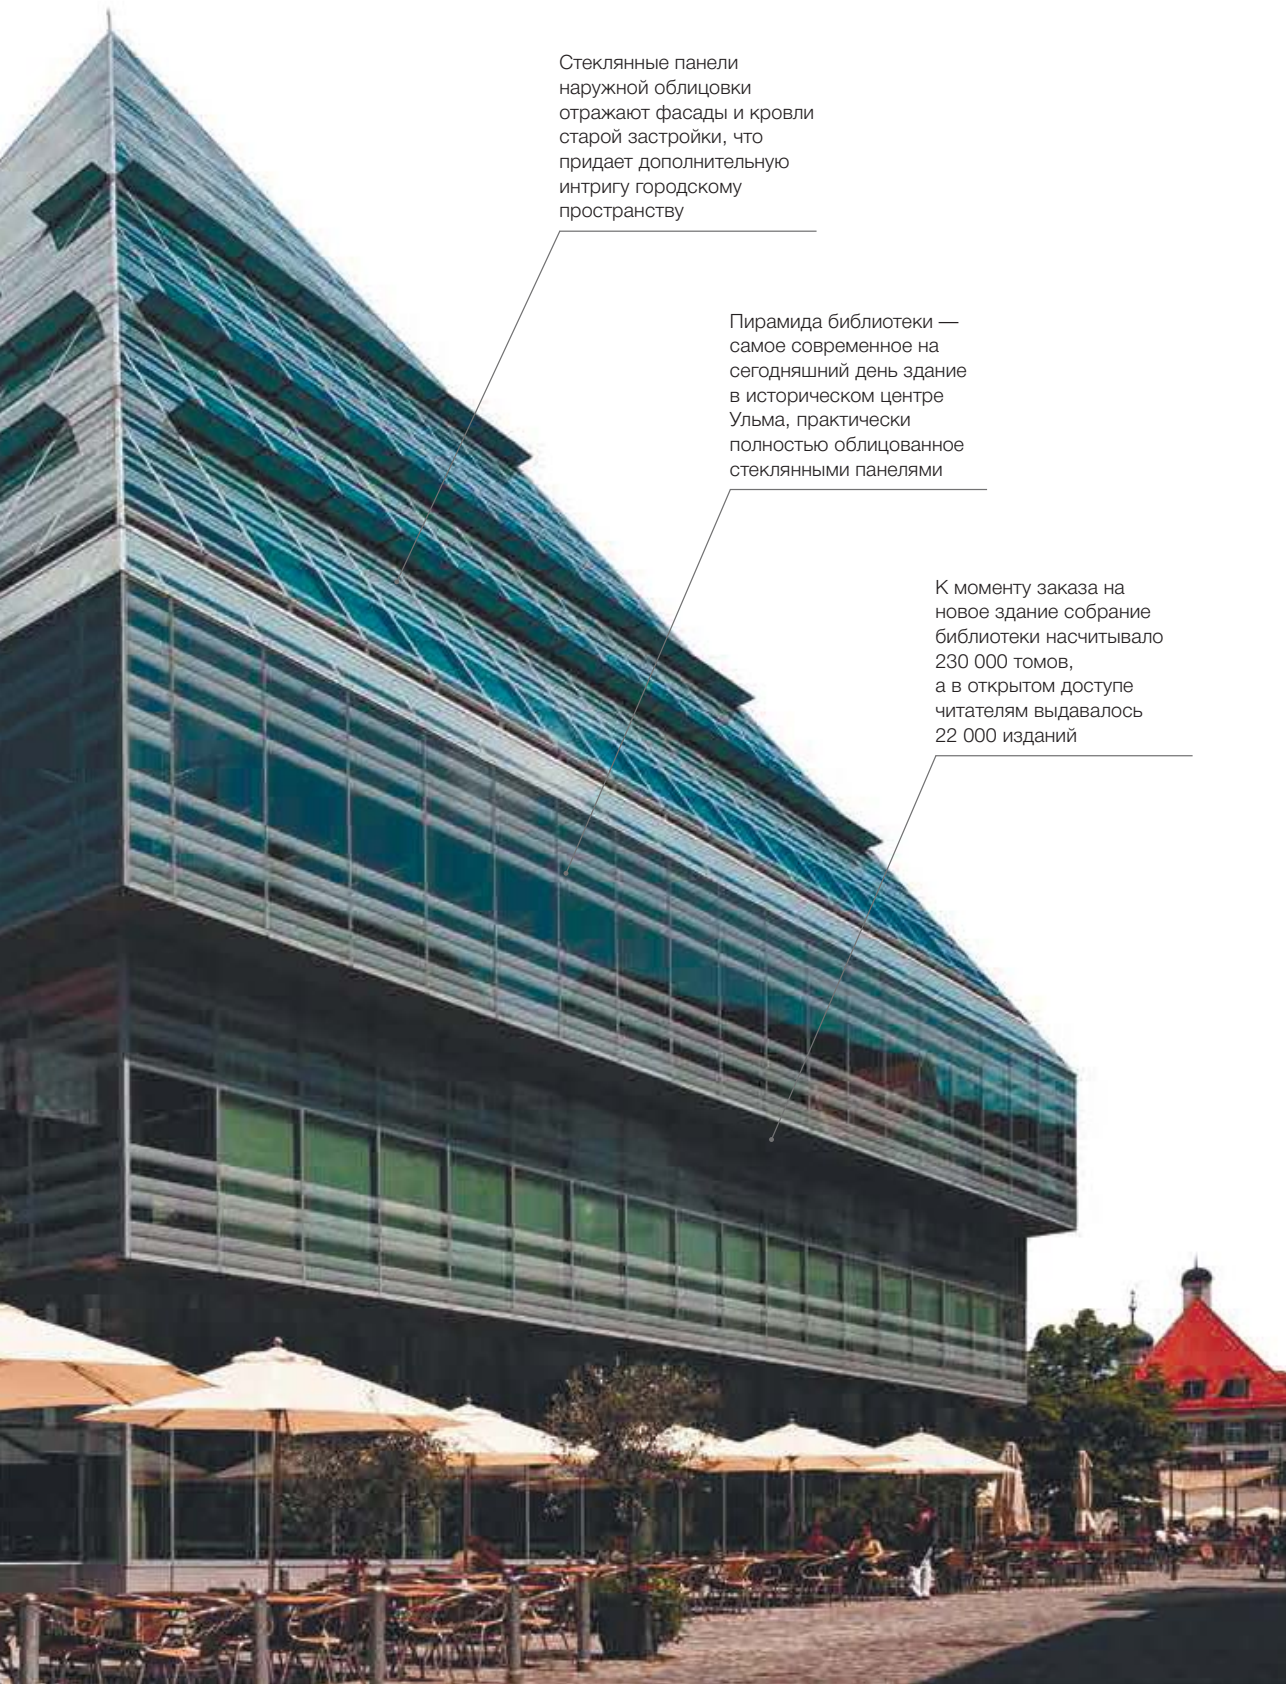 Стеклянные панели
наружной облицовки
отражают фасады и кровли
старой застройки, что
придает дополнительную
интригу городскому
пространству
Пирамида библиотеки —
самое современное на
сегодняшний день здание
в историческом центре
Ульма, практически
полностью облицованное
стеклянными панелями
К моменту заказа на
новое здание собрание
библиотеки насчитывало
230 000 томов,
а в открытом доступе
читателям выдавалось
22 000 изданий